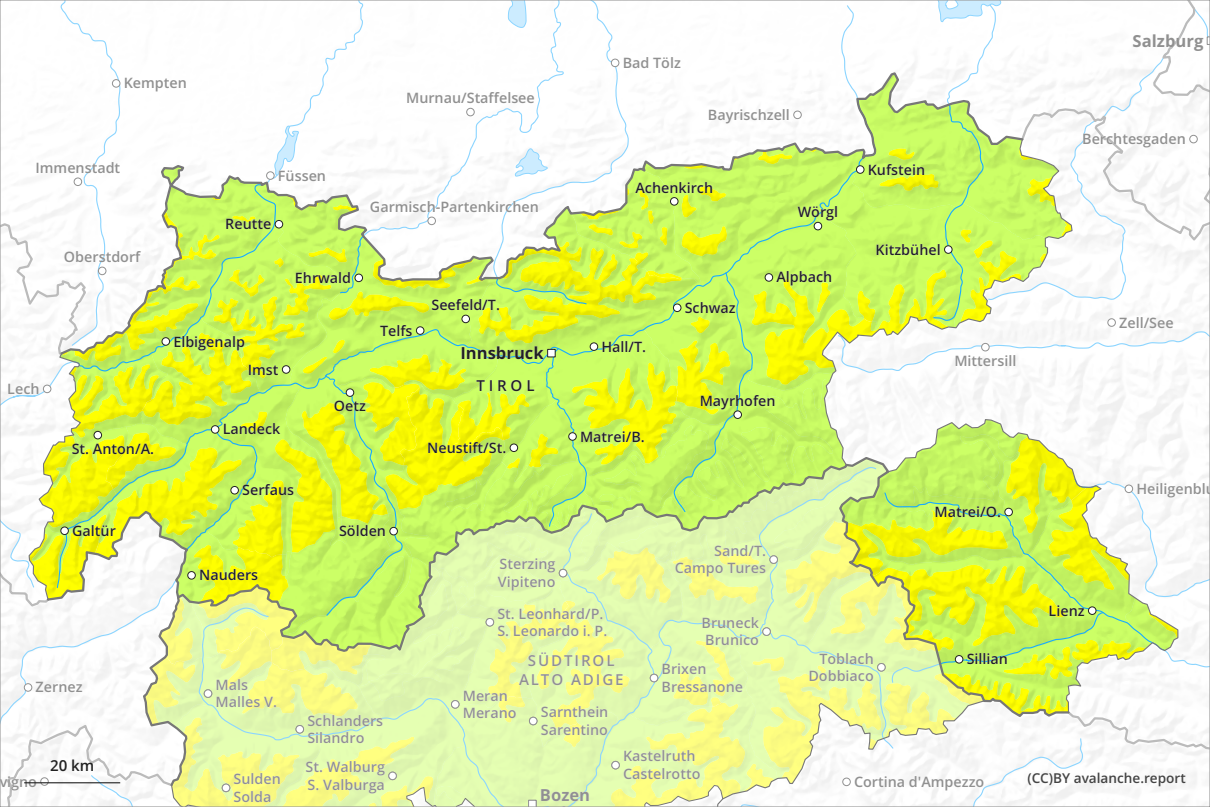 Salzburg
Bad Tölz
Kempten
Murnau/Staffelsee
Bayrischzell
Berchtesgaden
Immenstadt
Füssen
Kufstein
Achenkirch
Garmisch-Partenkirchen
Wörgl
Reutte
Kitzbühel
Oberstdorf
Ehrwald
Alpbach
Seefeld/T.
Schwaz
Zell/See
Telfs
Elbigenalp
Innsbruck
Hall/T.
Mittersill
Imst
TIROL
Lech
Oetz
Mayrhofen
Landeck
Matrei/B.
St. Anton/A.
Neustift/St.
Serfaus
Heiligenblu
Matrei/O.
Galtür
Sölden
Sand/T.
Campo Tures
Sterzing
Vipiteno
Nauders
Lienz
St. Leonhard/P.
S. Leonardo i. P.
Bruneck
Brunico
SÜDTIROL
ALTO ADIGE
Toblach
Dobbiaco
Sillian
Brixen
Bressanone
Zernez
Mals
Malles V.
Meran
Merano
Sarnthein
Sarentino
Schlanders
Silandro
Kastelruth
Castelrotto
20 km
St. Walburg
S. Valburga
Sulden
Solda
vigno
Cortina d'Ampezzo
(CC)BY avalanche.report
Bozen